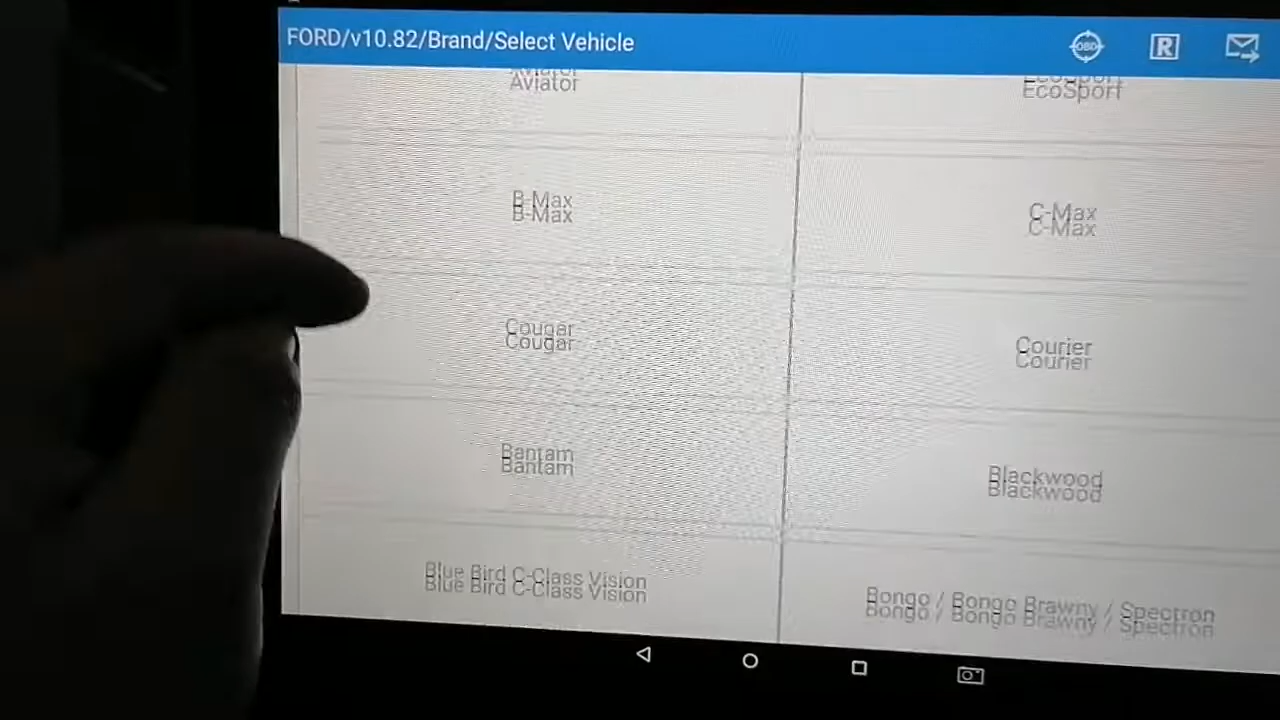 FORD/v10.82/Brand/Select Vehicle
OBD
R
Aviator
EcoSport
B-Max
C-Max
Cougar
Courier
Bantam
Blackwood
Blue Bird C-Class Vision
Bongo / Bongo Brawny / Spectron